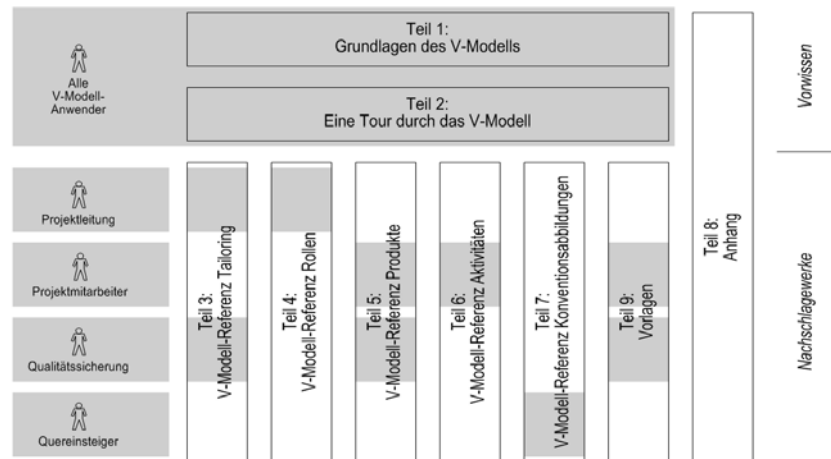 Alle
V-Modell-
Anwender
Teil 1:
Grundlagen des V-Modells
Teil 2:
Eine Tour durch das V-Modell
Projektleitung
Projektmitarbeiter
Qualitätssicherung
Quereinsteiger
Teil 3:
V-Modell-Referenz Tailoring
Teil 4:
V-Modell-Referenz Rollen
Teil 5:
V-Modell-Referenz Produkte
Teil 6:
V-Modell-Referenz Aktivitäten
Teil 7:
V-Modell-Referenz Konventionsabbildungen
Teil 9:
Vorlagen
Teil 8:
Anhang
Vorwissen
Nachschlagewerke